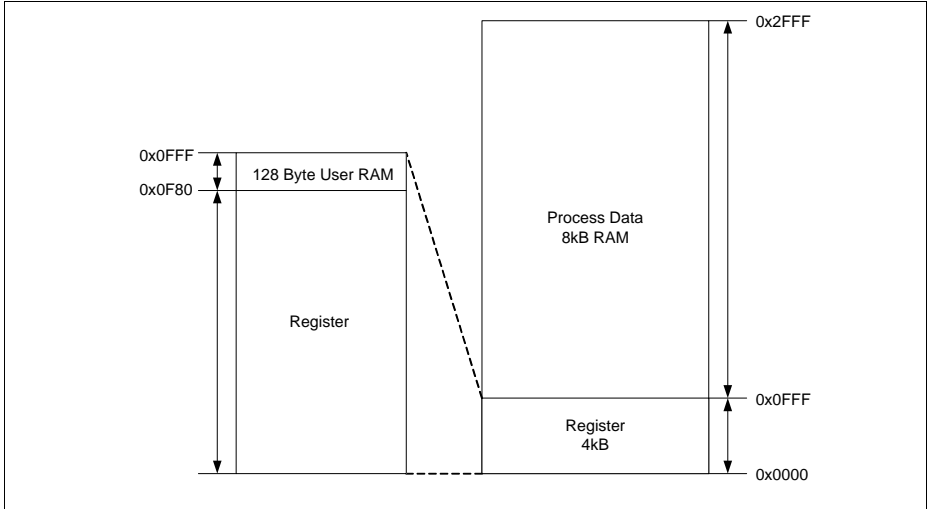 0x2FFF
0x0FFF
128 Byte User RAM
0x0F80
Process Data
8kB RAM
Register
0x0FFF
Register
4kB
0x0000